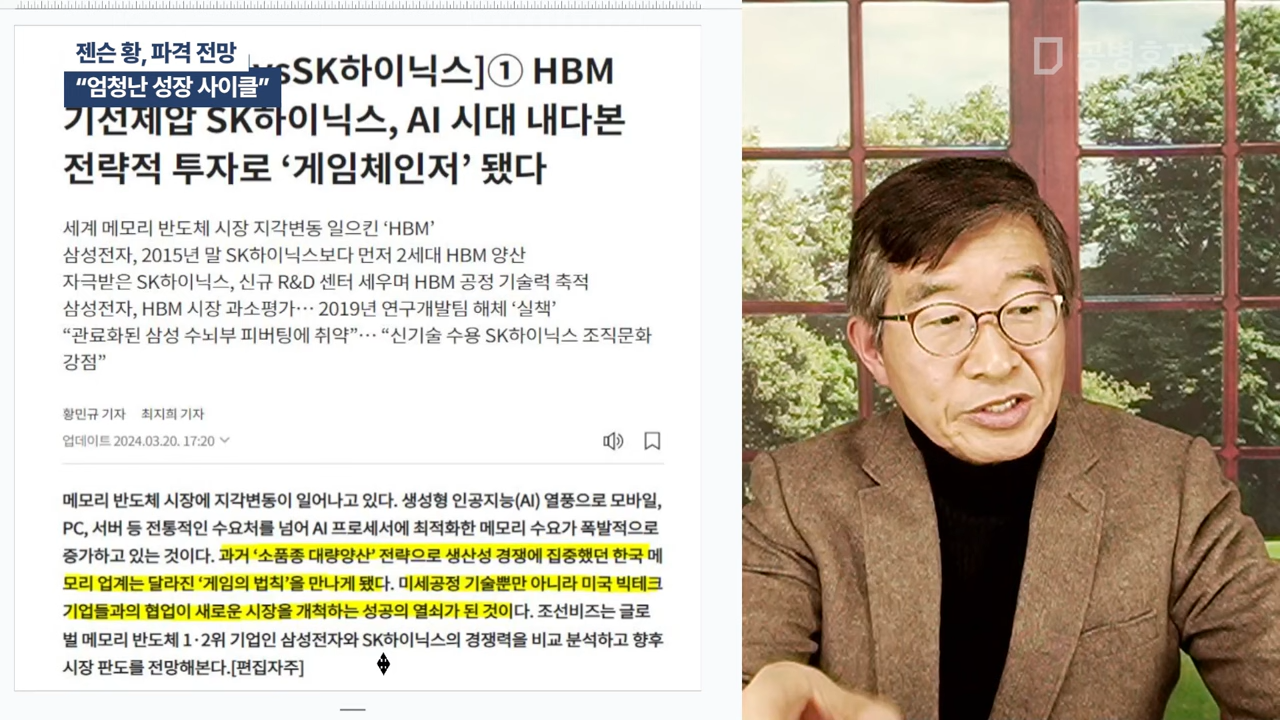 젠슨 황, 파격 전망
“엄청난 성장 사이클”
vsSK하이닉스]① HBM
기선제압 SK하이닉스, AI 시대 내다본
전략적 투자로 ‘게임체인저’ 됐다
세계 메모리 반도체 시장 지각변동 일으킨 ‘HBM’
삼성전자, 2015년 말 SK하이닉스보다 먼저 2세대 HBM 양산
자극받은 SK하이닉스, 신규 R&D 센터 세우며 HBM 공정 기술력 축적
삼성전자, HBM 시장 과소평가… 2019년 연구개발팀 해체 ‘실책’
“관료화된 삼성 수뇌부 피버팅에 취약”… “신기술 수용 SK하이닉스 조직문화
강점”
황민규 기자 최지희 기자
업데이트 2024.03.20. 17:20
메모리 반도체 시장에 지각변동이 일어나고 있다. 생성형 인공지능(AI) 열풍으로 모바일,
PC, 서버 등 전통적인 수요처를 넘어 AI 프로세서에 최적화한 메모리 수요가 폭발적으로
증가하고 있는 것이다. 과거 ‘소품종 대량양산’ 전략으로 생산성 경쟁에 집중했던 한국 메
모리 업계는 달라진 ‘게임의 법칙’을 만나게 됐다. 미세공정 기술뿐만 아니라 미국 빅테크
기업들과의 협업이 새로운 시장을 개척하는 성공의 열쇠가 된 것이다. 조선비즈는 글로
벌 메모리 반도체 1·2위 기업인 삼성전자와 SK하이닉스의 경쟁력을 비교 분석하고 향후
시장 판도를 전망해본다.[편집자주]
공병호TV